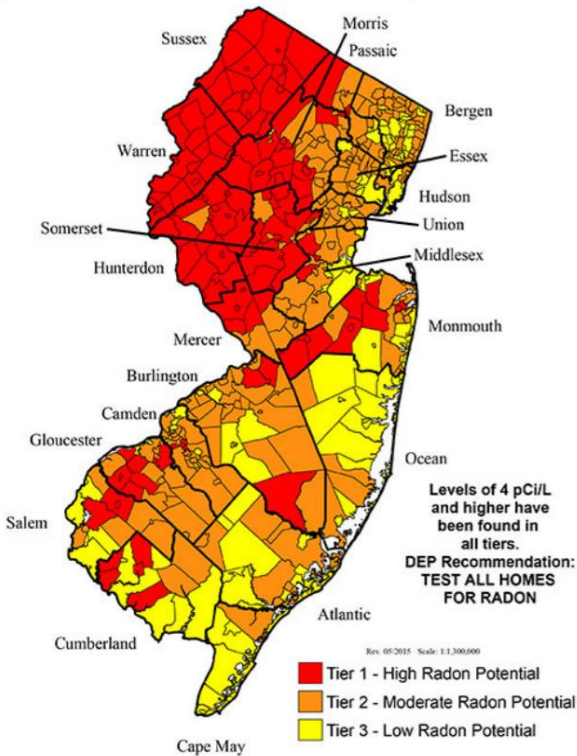 Morris
Sussex
Passaic
Bergen
Warren
Essex
Hudson
Somerset
Union
Hunterdon
Middlesex
Mercer
Monmouth
Burlington
Camden
Gloucester
Ocean
Salem
Levels of 4 pCi/L
and higher have
been found in
all tiers.
DEP Recommendation:
TEST ALL HOMES
FOR RADON
Atlantic
Cumberland
Rev. 05/2015 Scale: 1:1,300,000
Tier 1 - High Radon Potential
Tier 2 - Moderate Radon Potential
Tier 3 - Low Radon Potential
Cape May